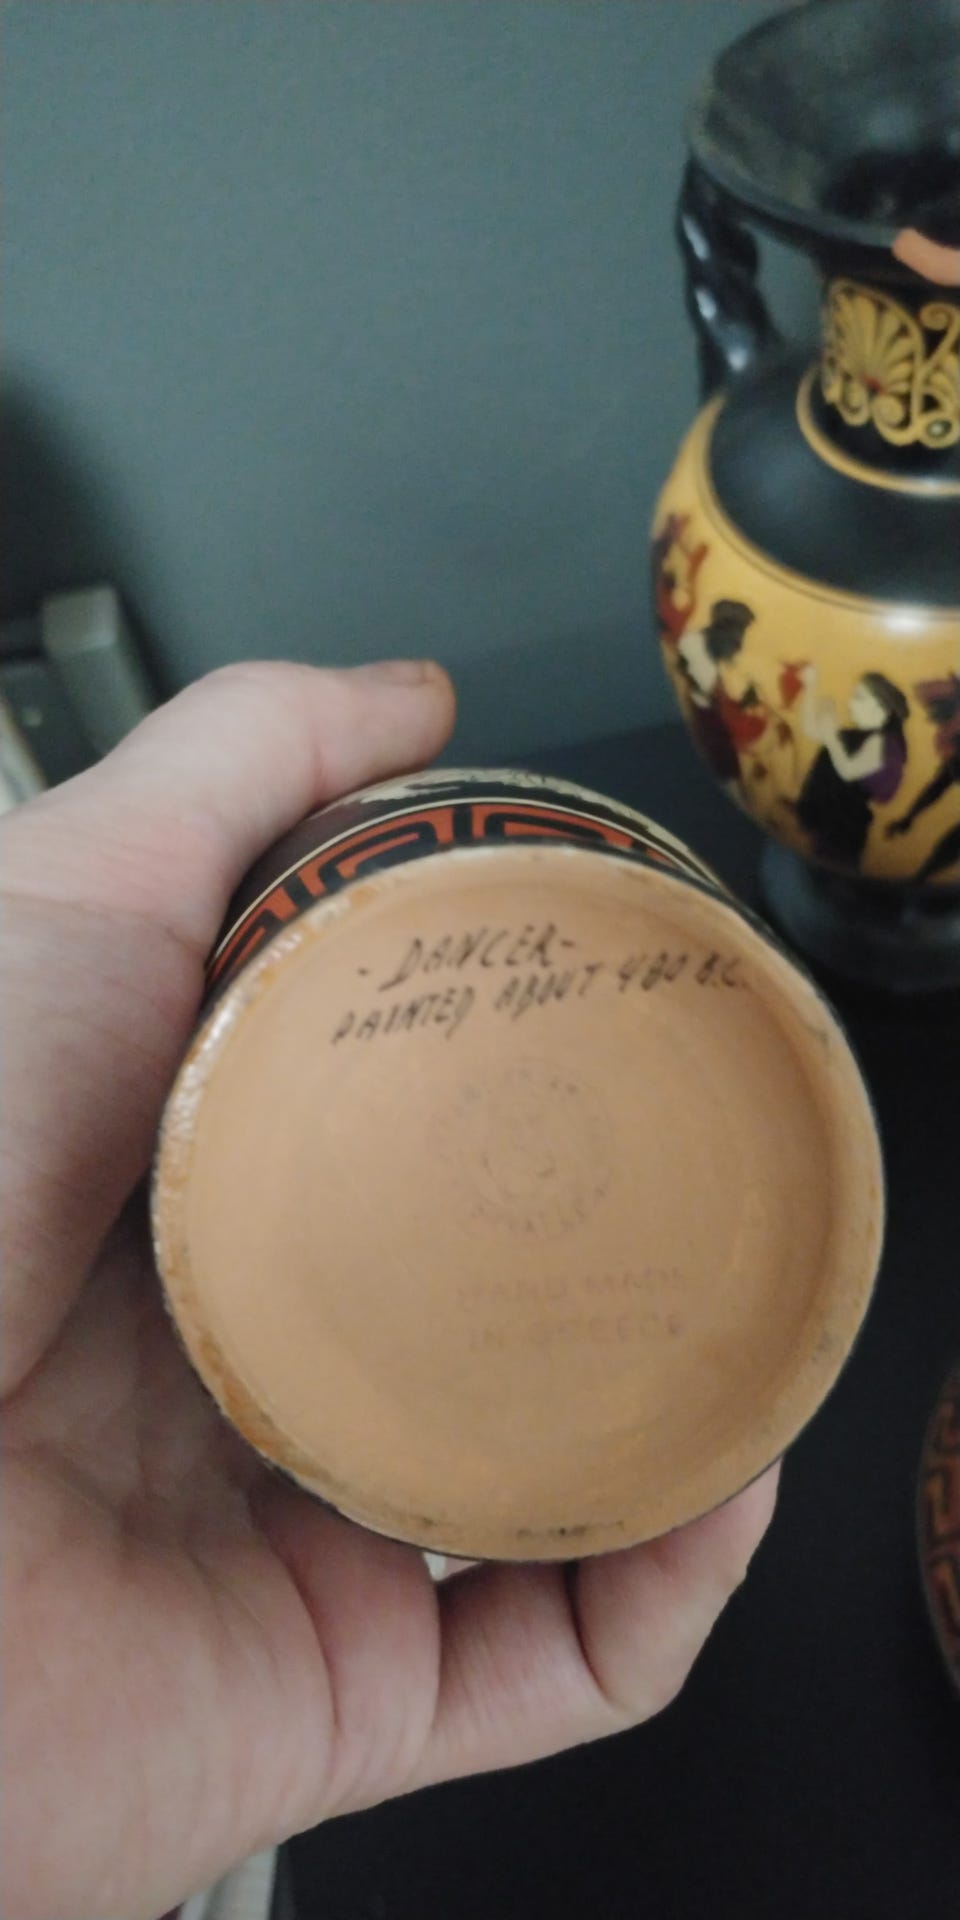 - DANCER -
PAINTED ABOUT 480 B.C.
HAND MADE
IN GREECE